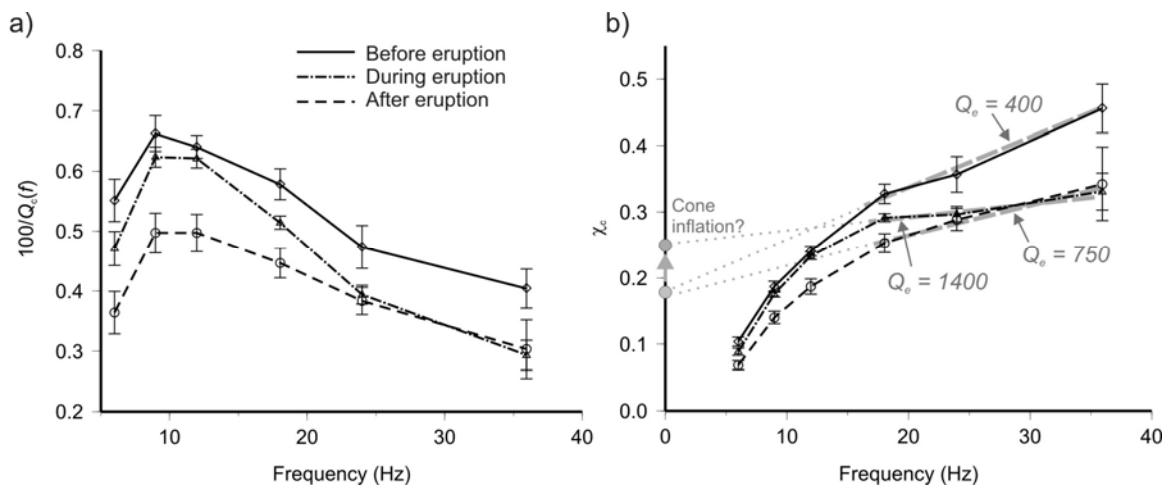 a)
0.8
0.7
0.6
0.5
0.4
0.3
0.2
100/Qc(f)
10
20
30
40
Frequency (Hz)
Before eruption
During eruption
After eruption
b)
0.5
0.4
0.3
0.2
0.1
0.0
χc
0
10
20
30
40
Frequency (Hz)
Qe = 400
Cone
inflation?
Qe = 1400
Qe = 750